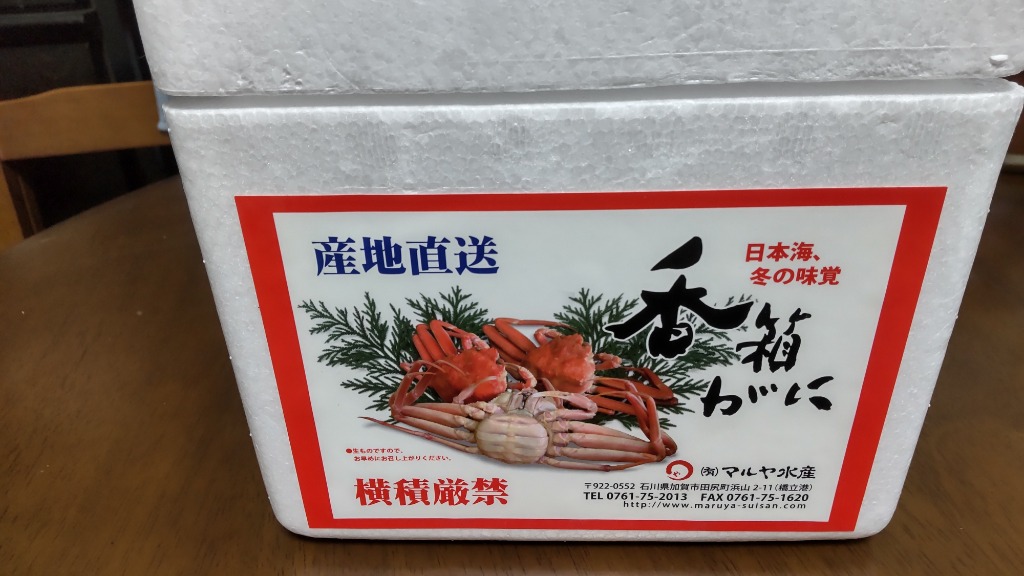 産地直送
日本海、
冬の味覚
香箱がに
●生ものですので、
お早めにお召し上がりください。
横積厳禁
(有)マルヤ水産
〒922-0552 石川県加賀市田尻町浜山2-11(橋立港)
TEL 0761-75-2013 FAX 0761-75-1620
http://www.maruya-suisan.com